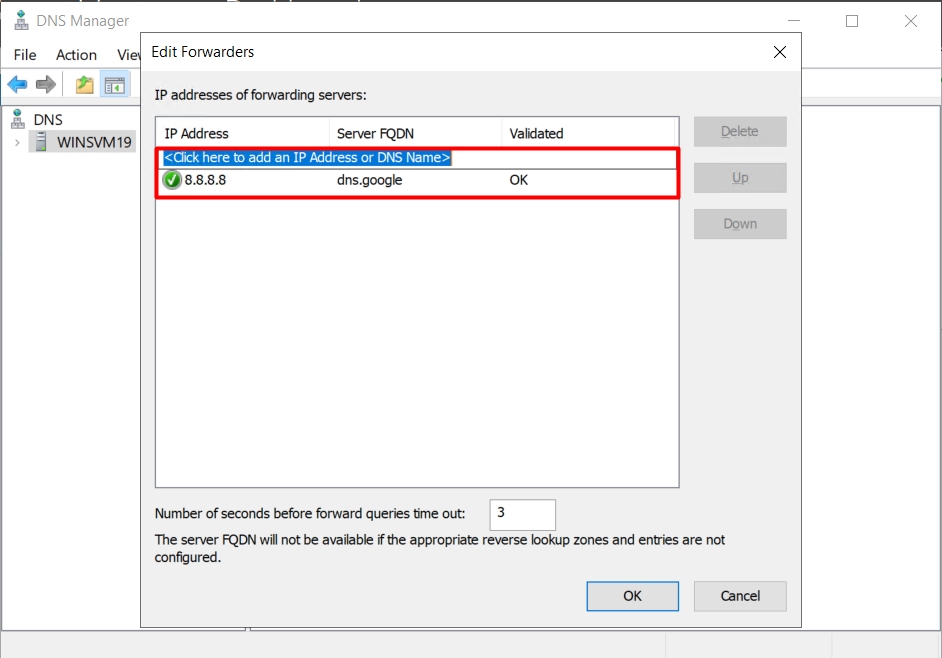 DNS Manager
File Action View
Edit Forwarders
IP addresses of forwarding servers:
DNS
WINSVM19
IP Address Server FQDN Validated
<Click here to add an IP Address or DNS Name>
8.8.8.8 dns.google OK
Delete
Up
Down
Number of seconds before forward queries time out: 3
The server FQDN will not be available if the appropriate reverse lookup zones and entries are not
configured.
OK Cancel